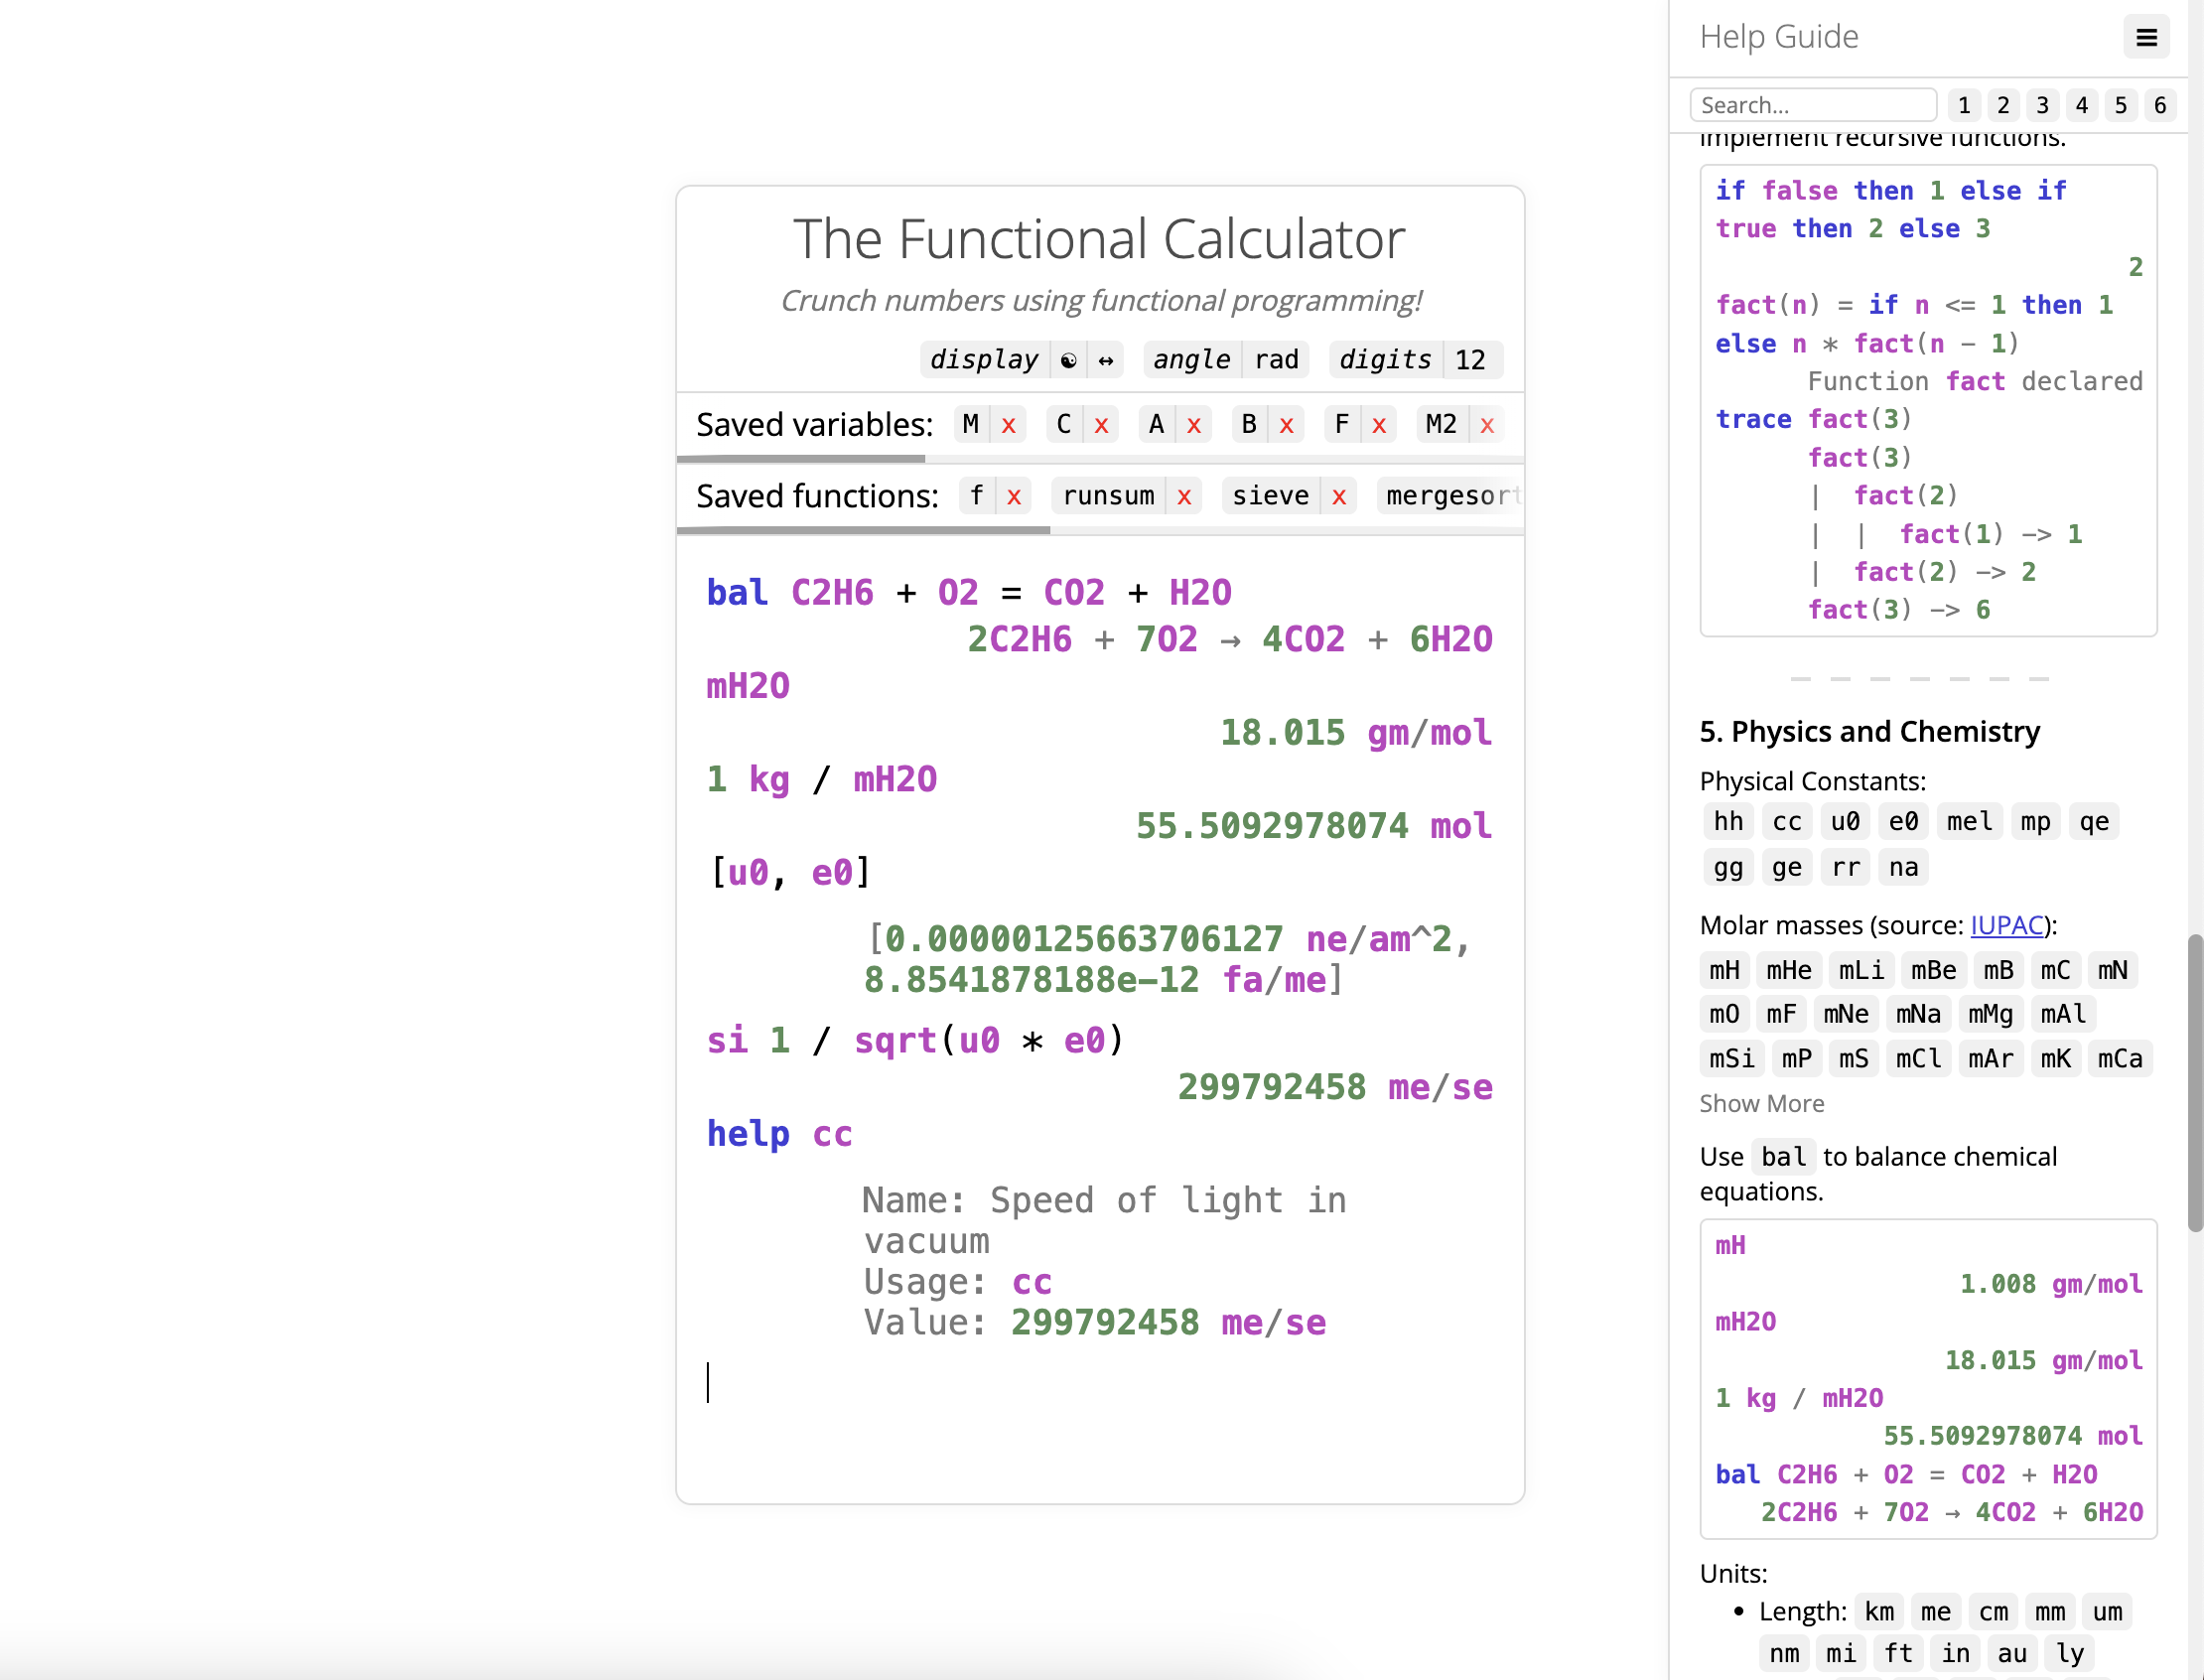 The Functional Calculator
Crunch numbers using functional programming!
display ☯ ↔ angle rad digits 12
Saved variables: M x C x A x B x F x M2 x
Saved functions: f x runsum x sieve x mergesort
bal C2H6 + O2 = CO2 + H2O
2C2H6 + 7O2 → 4CO2 + 6H2O
mH2O
18.015 gm/mol
1 kg / mH2O
55.5092978074 mol
[u0, e0]
[0.00000125663706127 ne/am^2,
8.8541878188e−12 fa/me]
si 1 / sqrt(u0 * e0)
299792458 me/se
help cc
Name: Speed of light in
vacuum
Usage: cc
Value: 299792458 me/se
Help Guide ≡
Search... 1 2 3 4 5 6
implement recursive functions.
if false then 1 else if
true then 2 else 3
2
fact(n) = if n <= 1 then 1
else n * fact(n − 1)
Function fact declared
trace fact(3)
fact(3)
| fact(2)
| | fact(1) −> 1
| fact(2) −> 2
fact(3) −> 6
5. Physics and Chemistry
Physical Constants:
hh cc u0 e0 mel mp qe
gg ge rr na
Molar masses (source: IUPAC):
mH mHe mLi mBe mB mC mN
mO mF mNe mNa mMg mAl
mSi mP mS mCl mAr mK mCa
Show More
Use bal to balance chemical
equations.
mH
1.008 gm/mol
mH2O
18.015 gm/mol
1 kg / mH2O
55.5092978074 mol
bal C2H6 + O2 = CO2 + H2O
2C2H6 + 7O2 → 4CO2 + 6H2O
Units:
• Length: km me cm mm um
nm mi ft in au ly